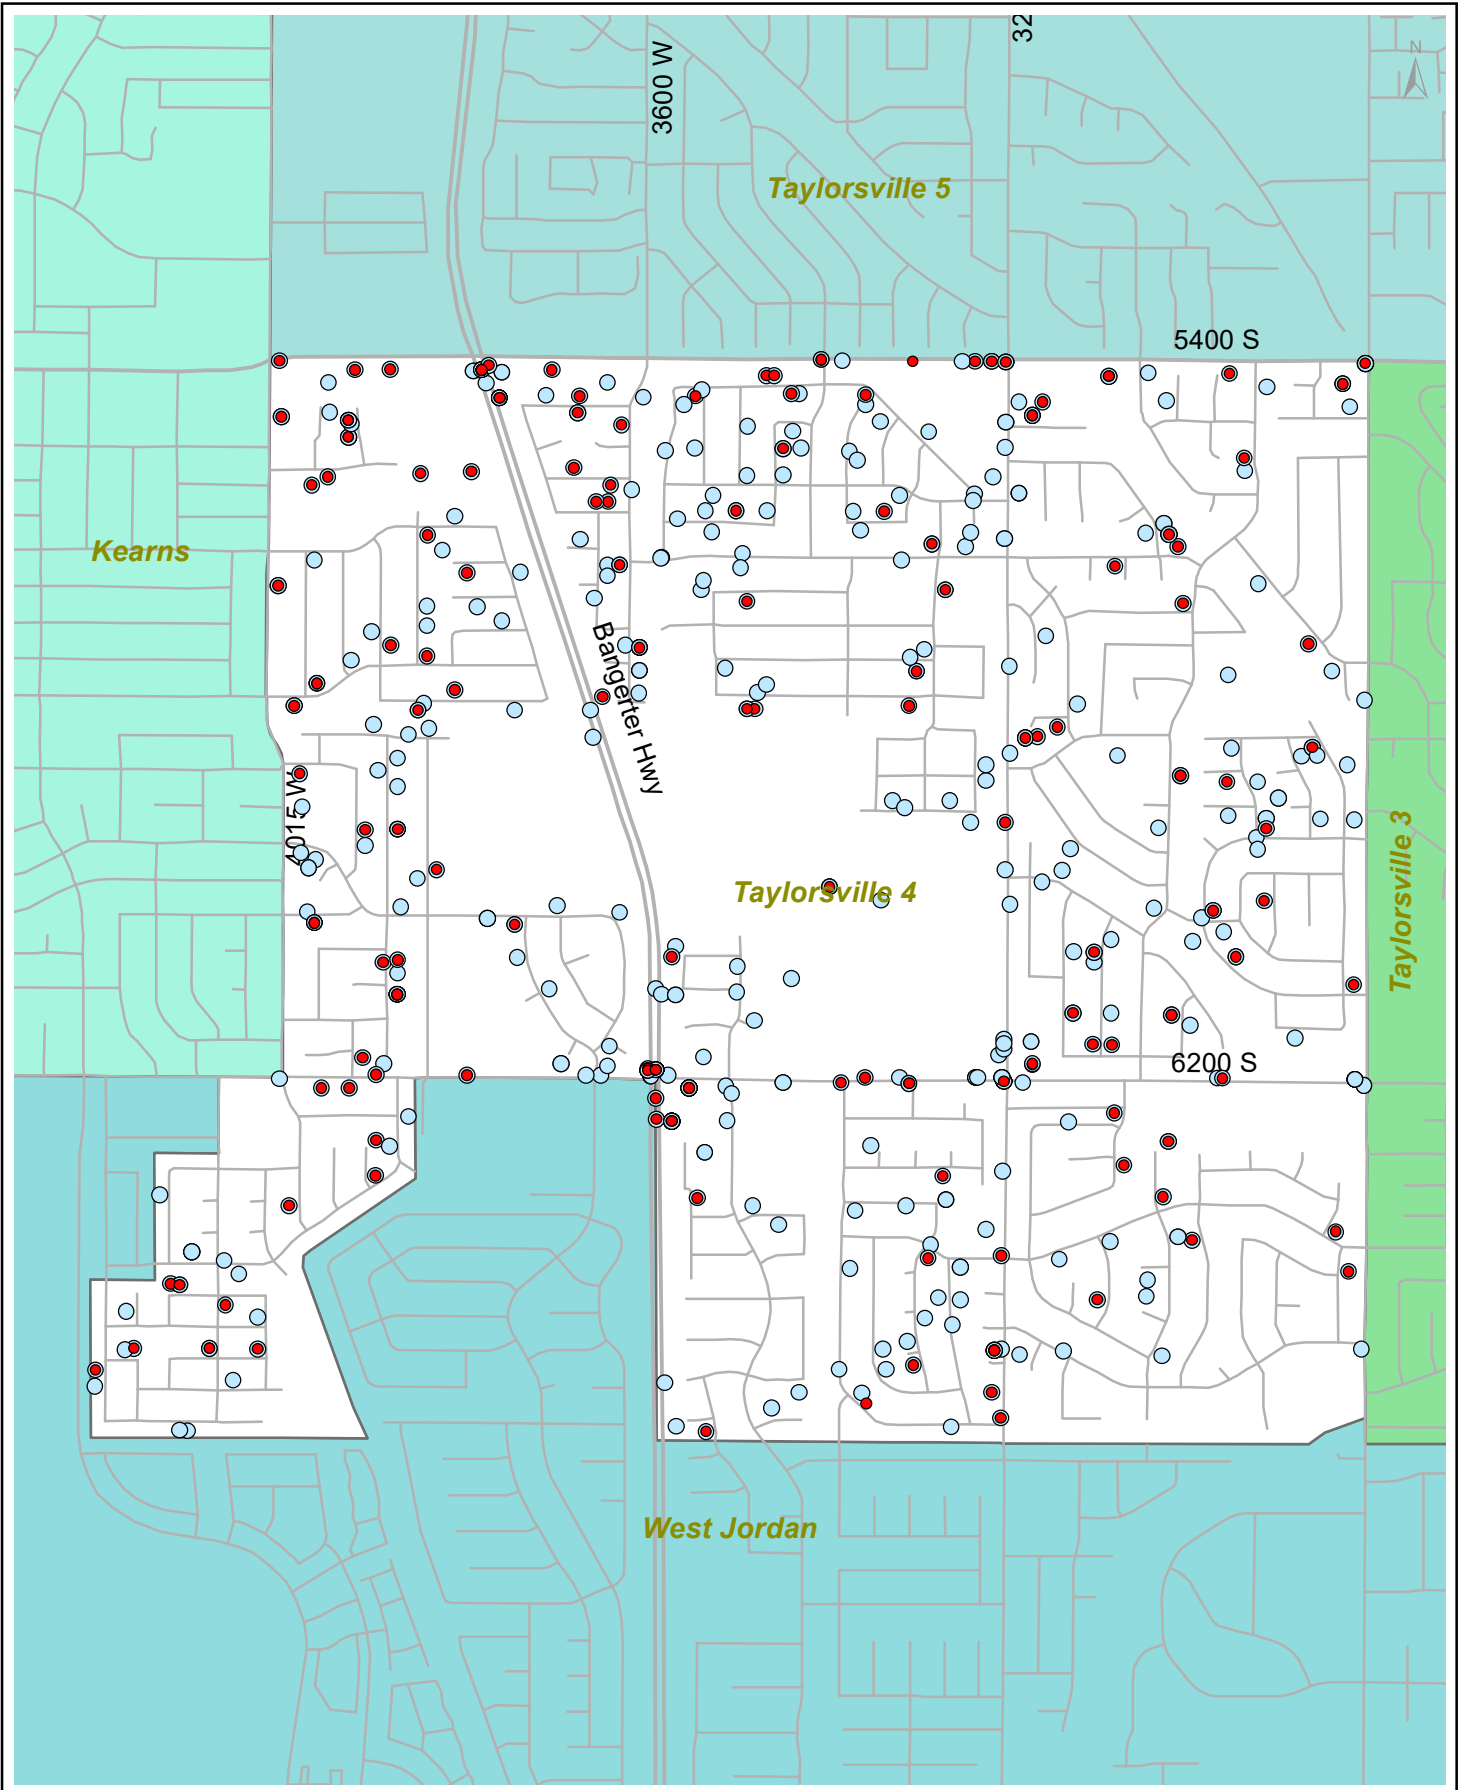 32
N
3600 W
Taylorsville 5
5400 S
Kearns
Bangerter Hwy
4015 W
Taylorsville 4
Taylorsville 3
6200 S
West Jordan